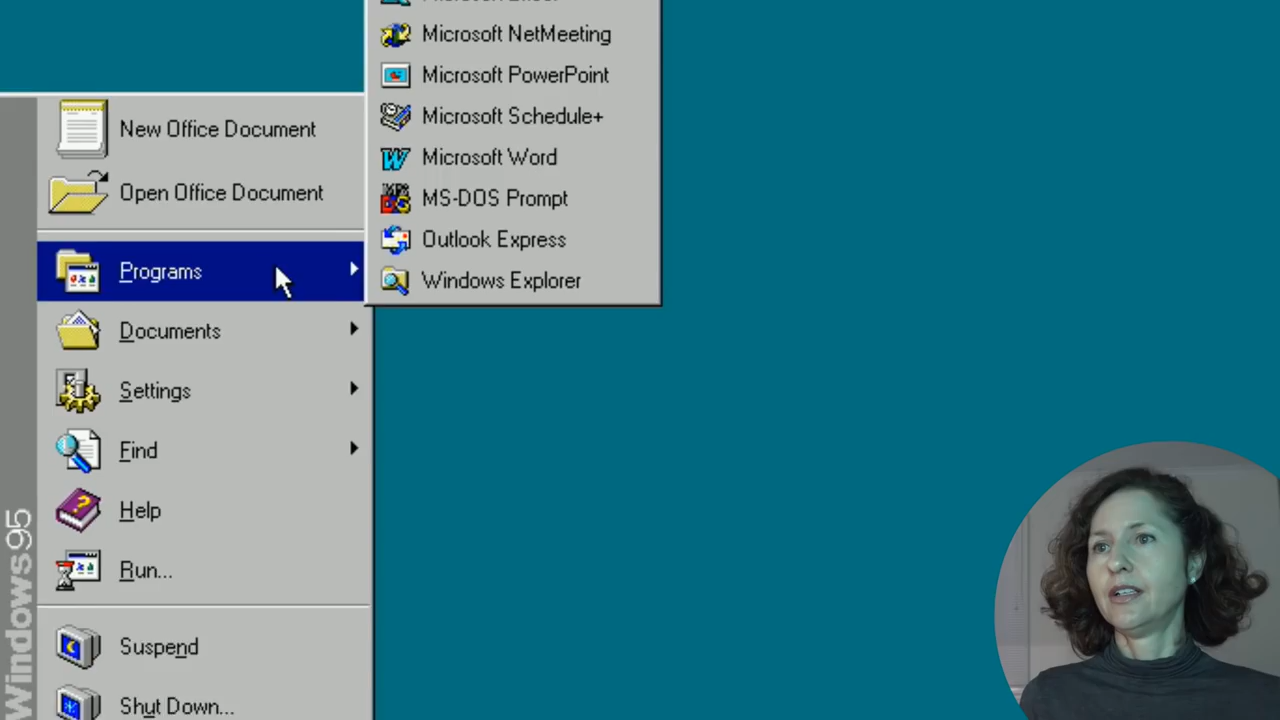 Microsoft NetMeeting
Microsoft PowerPoint
Microsoft Schedule+
Microsoft Word
MS-DOS Prompt
Outlook Express
Windows Explorer
New Office Document
Open Office Document
Programs
Documents
Settings
Find
Help
Run...
Suspend
Shut Down...
Windows95